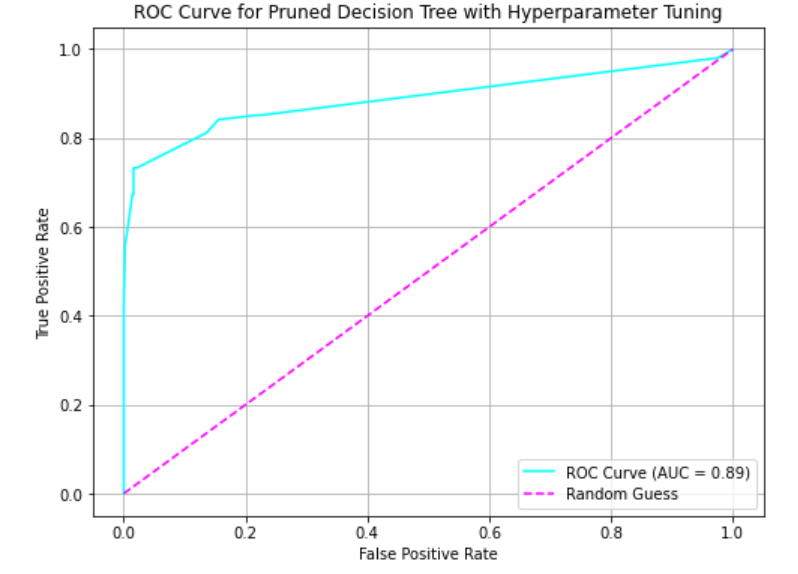 ROC Curve for Pruned Decision Tree with Hyperparameter Tuning
1.0
0.8
0.6
0.4
0.2
0.0
True Positive Rate
ROC Curve (AUC = 0.89)
Random Guess
0.0 0.2 0.4 0.6 0.8 1.0
False Positive Rate